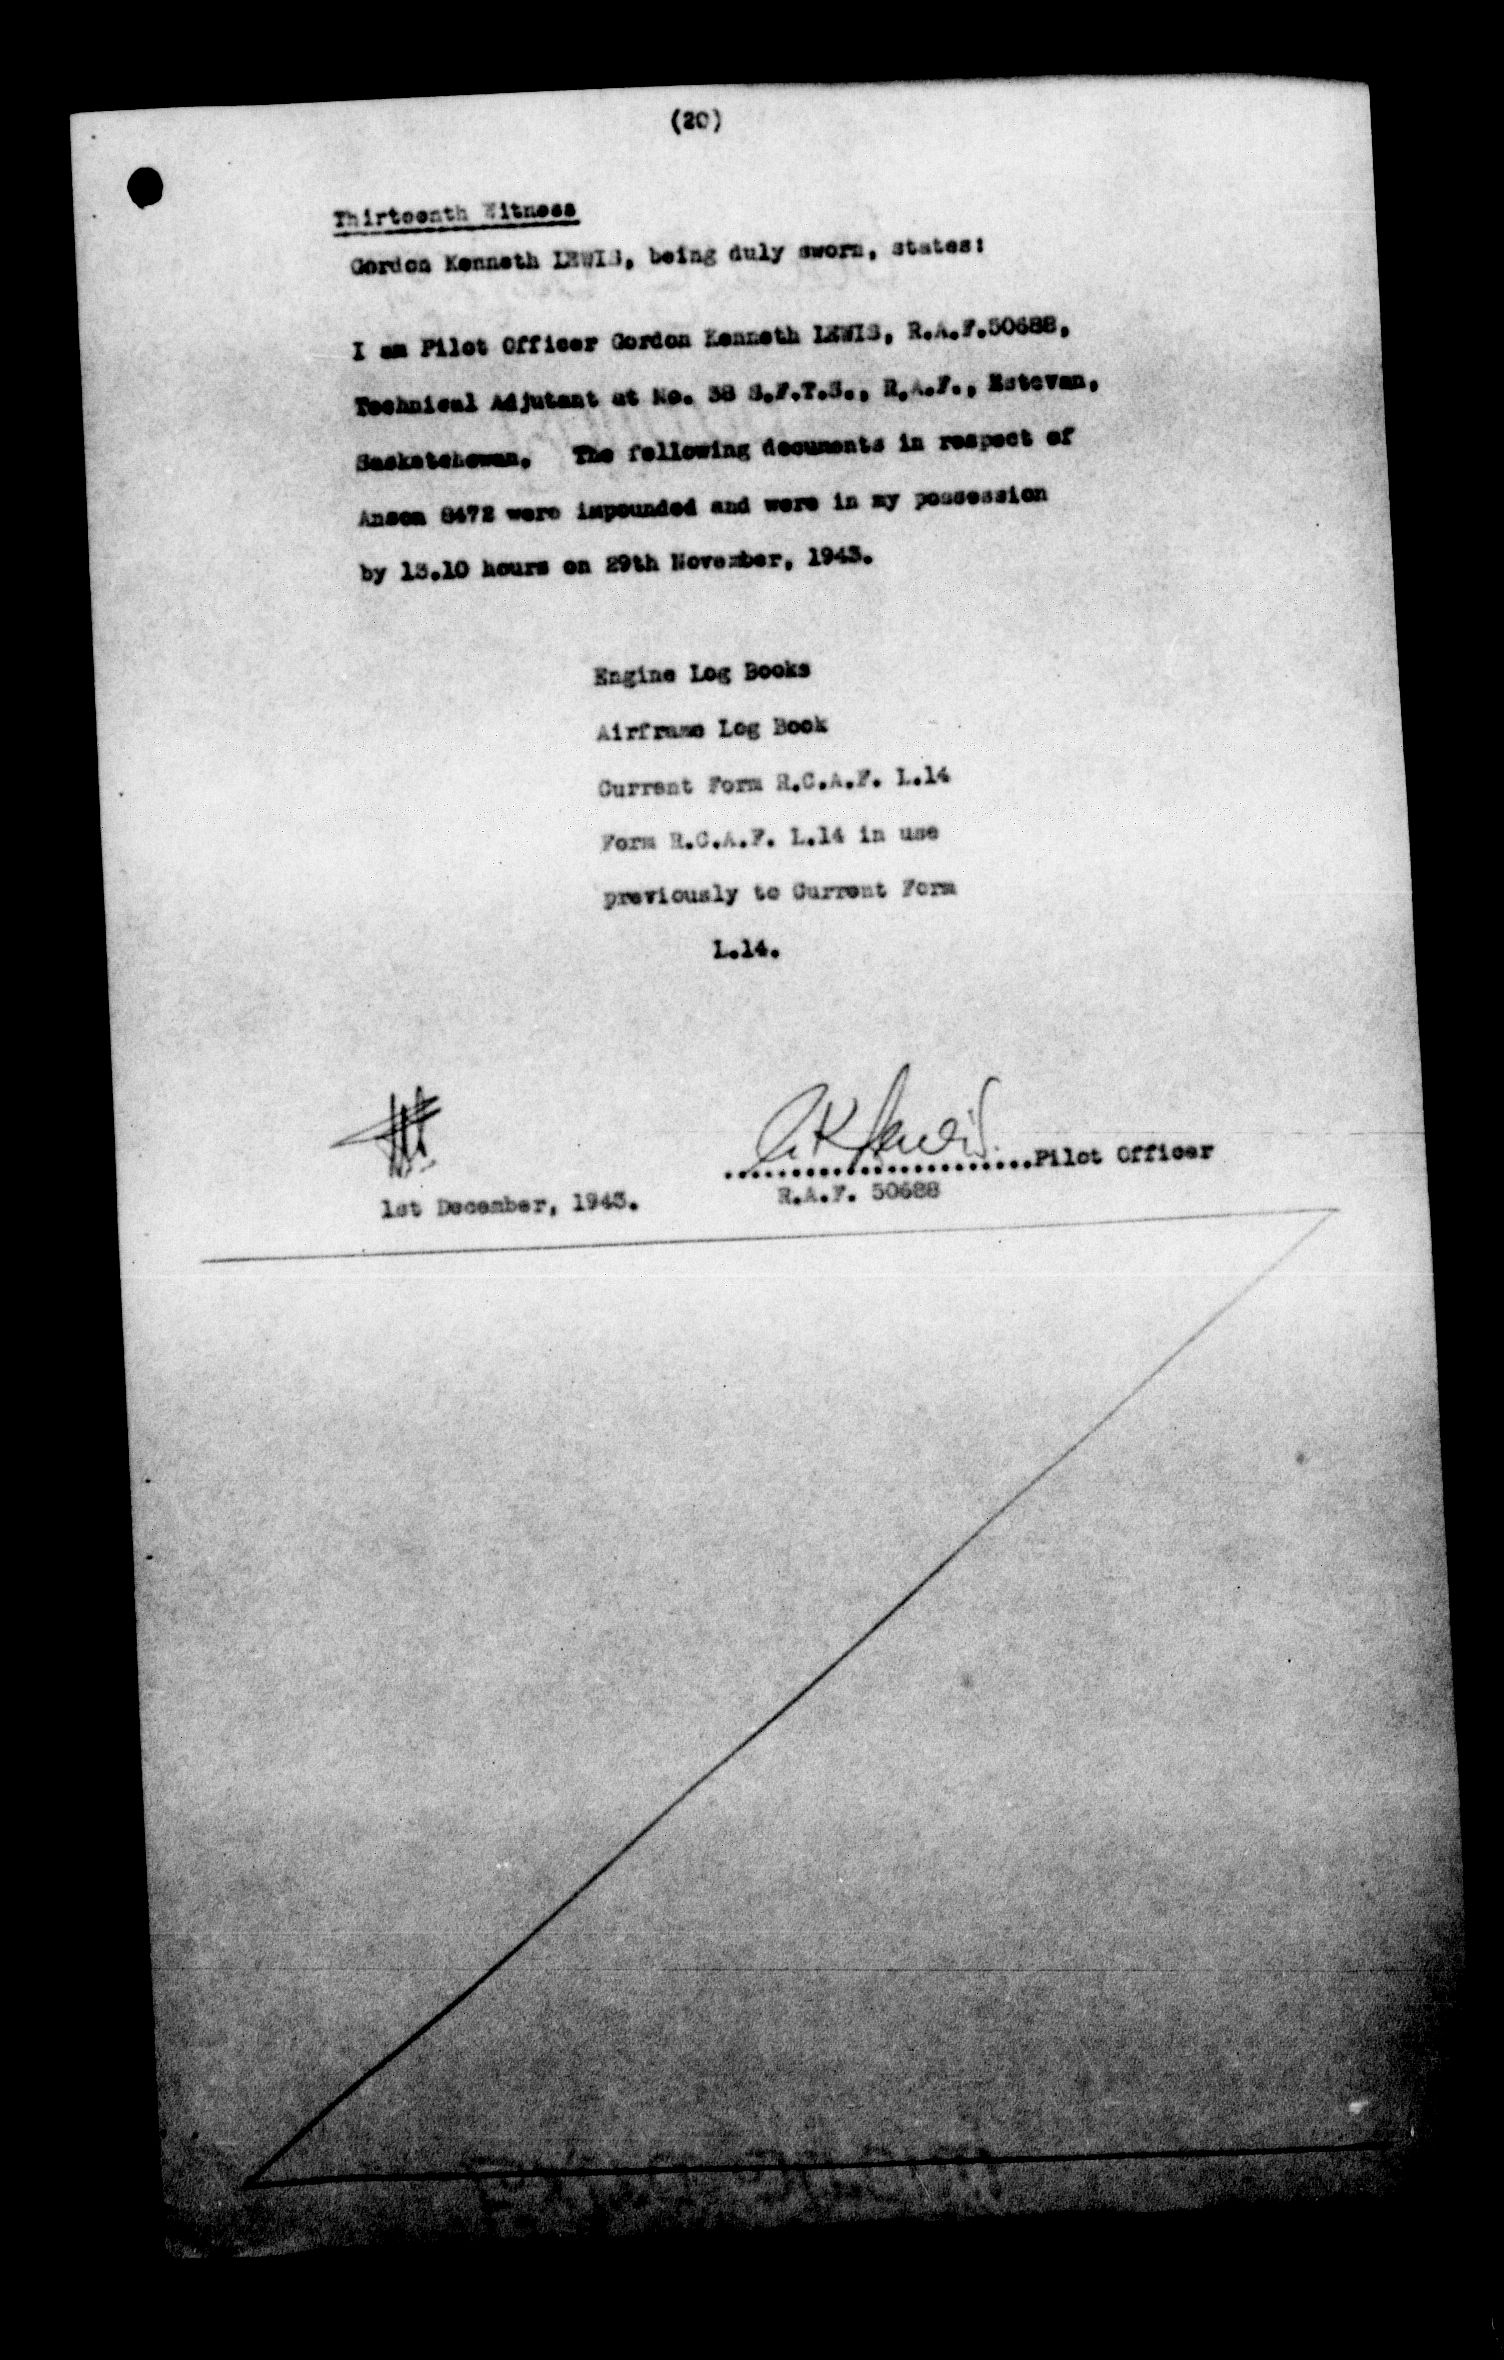 (20)
Thirteenth Witness
Gordon Kenneth LEWIS, being duly sworn, states:
I am Pilot Officer Gordon Kenneth LEWIS, R.A.F.50688,
Technical Adjutant at No. 38 S.F.T.S., R.A.F., Estevan,
Saskatchewan. The following documents in respect of
Anson 8472 were impounded and were in my possession
by 13.10 hours on 29th November, 1943.
Engine Log Books
Airframe Log Book
Current Form R.C.A.F. L.14
Form R.C.A.F. L.14 in use
previously to Current Form
L.14.
GK Lewis
.......................Pilot Officer
1st December, 1943. R.A.F. 50688